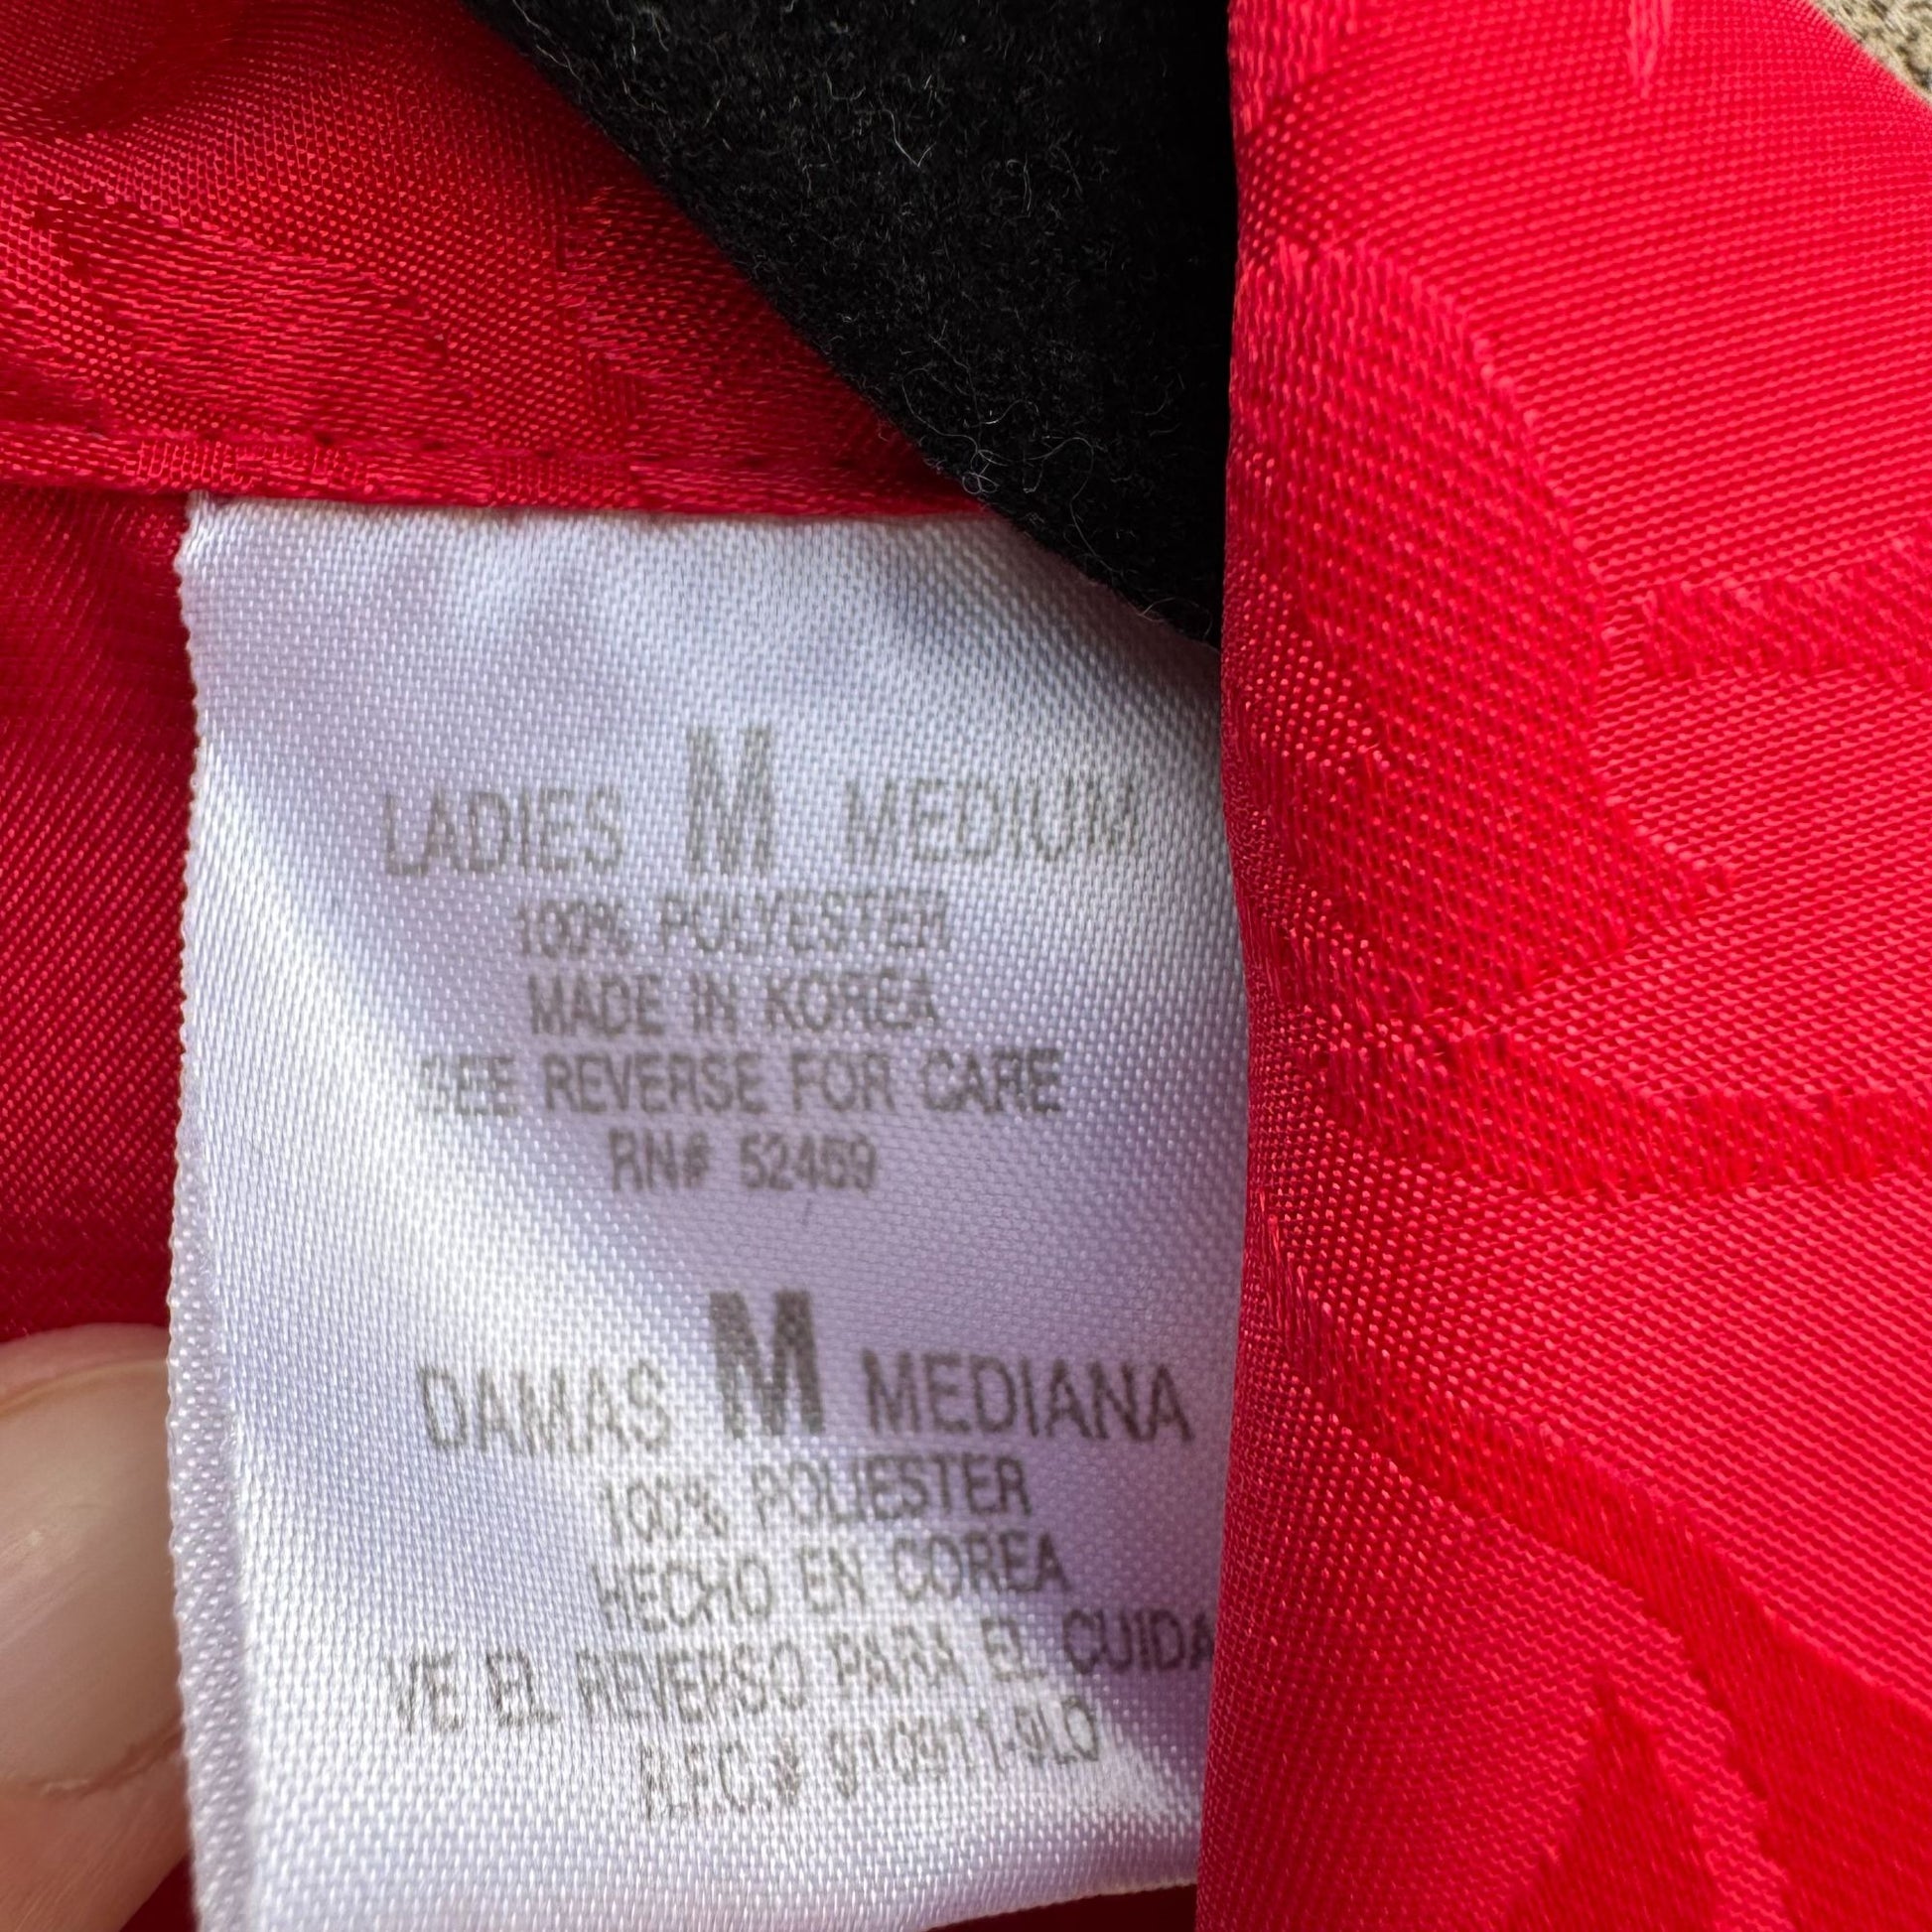 LADIES M MEDIUM
100% POLYESTER
MADE IN KOREA
SEE REVERSE FOR CARE
RN# 52469
DAMAS M MEDIANA
100% POLIESTER
HECHO EN COREA
VE EL REVERSO PARA EL CUIDA